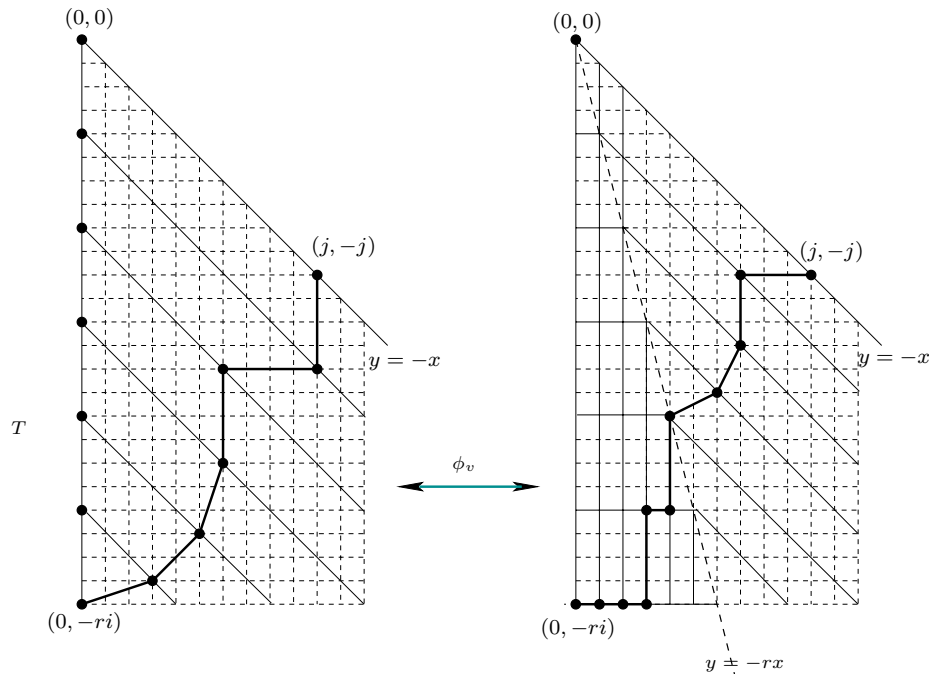 (0, 0)
(0, 0)
(j, −j)
(j, −j)
y = −x
y = −x
T
ϕ_v
(0, −ri)
(0, −ri)
y = −rx